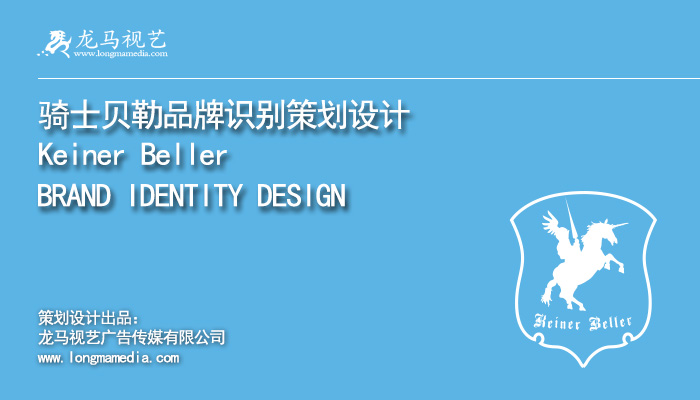 龙马视艺
www.longmamedia.com
骑士贝勒品牌识别策划设计
Keiner Beller
BRAND IDENTITY DESIGN
Keiner Beller
策划设计出品：
龙马视艺广告传媒有限公司
www.longmamedia.com